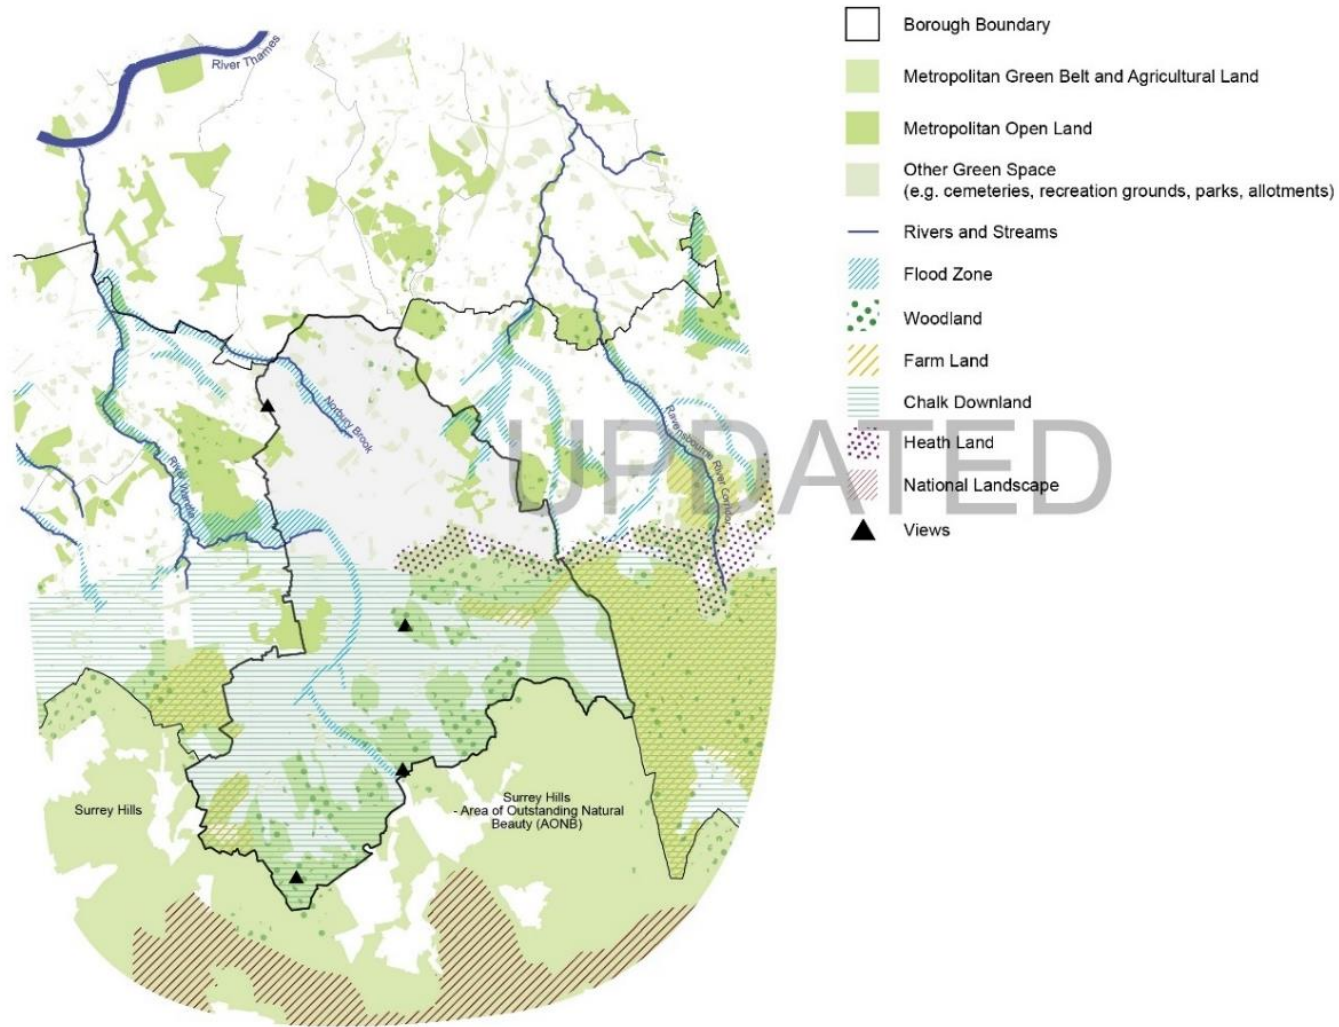 River Thames
Norbury Brook
River Wandle
Ravensbourne River Corridor
Surrey Hills
Surrey Hills
- Area of Outstanding Natural
Beauty (AONB)
UPDATED
Borough Boundary
Metropolitan Green Belt and Agricultural Land
Metropolitan Open Land
Other Green Space
(e.g. cemeteries, recreation grounds, parks, allotments)
Rivers and Streams
Flood Zone
Woodland
Farm Land
Chalk Downland
Heath Land
National Landscape
Views